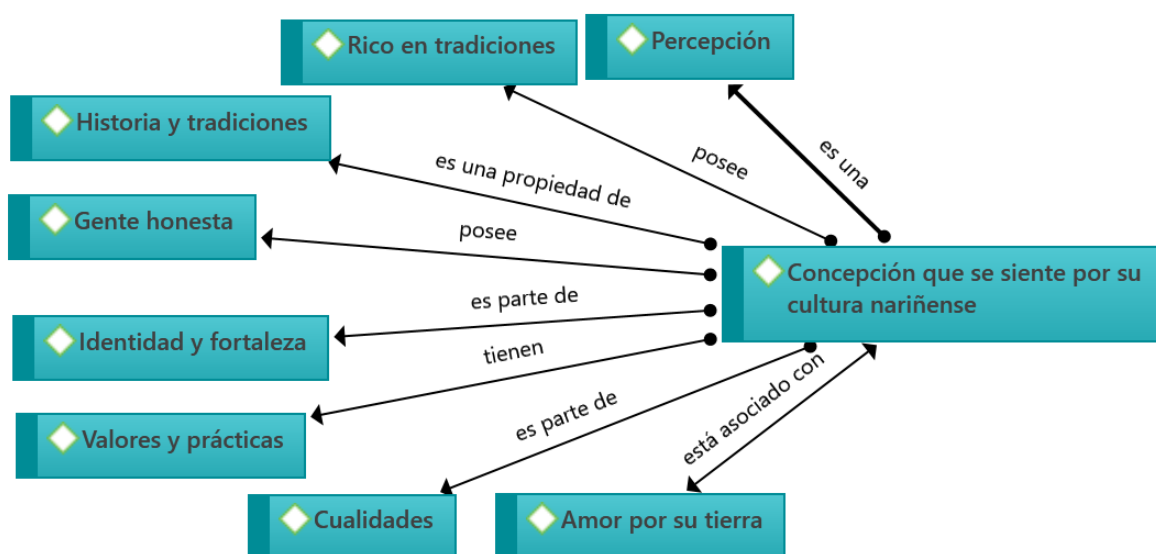 Rico en tradiciones
Percepción
Historia y tradiciones
es una propiedad de
posee
es una
Gente honesta
posee
Concepción que se siente por su
cultura nariñense
es parte de
Identidad y fortaleza
tienen
Valores y prácticas
es parte de
está asociado con
Cualidades
Amor por su tierra